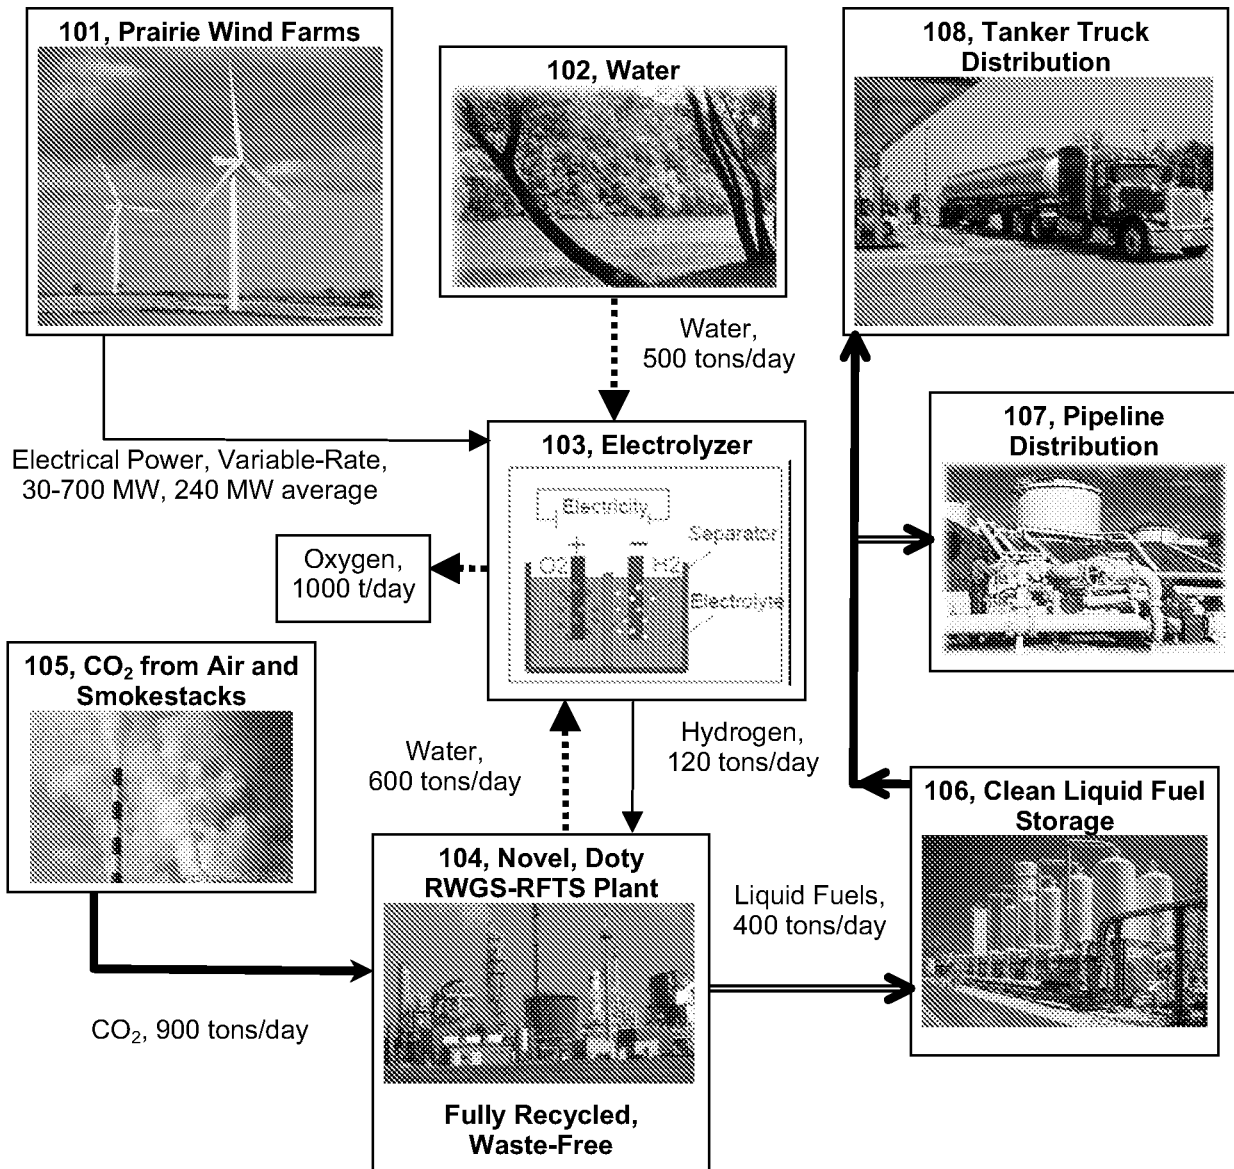 101, Prairie Wind Farms
102, Water
108, Tanker Truck
Distribution
Water,
500 tons/day
107, Pipeline
Distribution
103, Electrolyzer
Electrical Power, Variable-Rate,
30-700 MW, 240 MW average
Electricity
+
−
Separator
O2
H2
Electrolyte
Oxygen,
1000 t/day
105, CO₂ from Air and
Smokestacks
Water,
600 tons/day
Hydrogen,
120 tons/day
106, Clean Liquid Fuel
Storage
104, Novel, Doty
RWGS-RFTS Plant
Liquid Fuels,
400 tons/day
CO₂, 900 tons/day
Fully Recycled,
Waste-Free